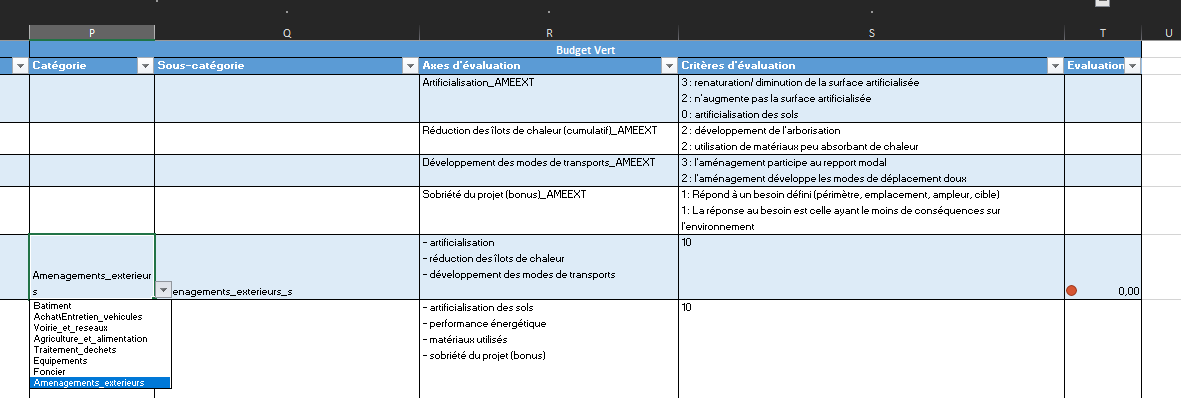 P Q R S T U
Budget Vert
Catégorie Sous-catégorie Axes d'évaluation Critères d'évaluation Evaluation
Artificialisation_AMEEXT
3 : renaturation/ diminution de la surface artificialisée
2 : n'augmente pas la surface artificialisée
0 : artificialisation des sols
Réduction des îlots de chaleur (cumulatif)_AMEEXT
2 : développement de l'arborisation
2 : utilisation de matériaux peu absorbant de chaleur
Développement des modes de transports_AMEEXT
3 : l'aménagement participe au repport modal
2 : l'aménagement développe les modes de déplacement doux
Sobriété du projet (bonus)_AMEEXT
1: Répond à un besoin défini (périmètre, emplacement, ampleur, cible)
1: La réponse au besoin est celle ayant le moins de conséquences sur
l'environnement
- artificialisation
- réduction des îlots de chaleur
- développement des modes de transports
10
Amenagements_exterieur
s
enagements_exterieurs_s
0,00
Batiment
Achat\Entretien_vehicules
Voirie_et_reseaux
Agriculture_et_alimentation
Traitement_dechets
Equipements
Foncier
Amenagements_exterieurs
- artificialisation des sols
- performance énergétique
- matériaux utilisés
- sobriété du projet (bonus)
10